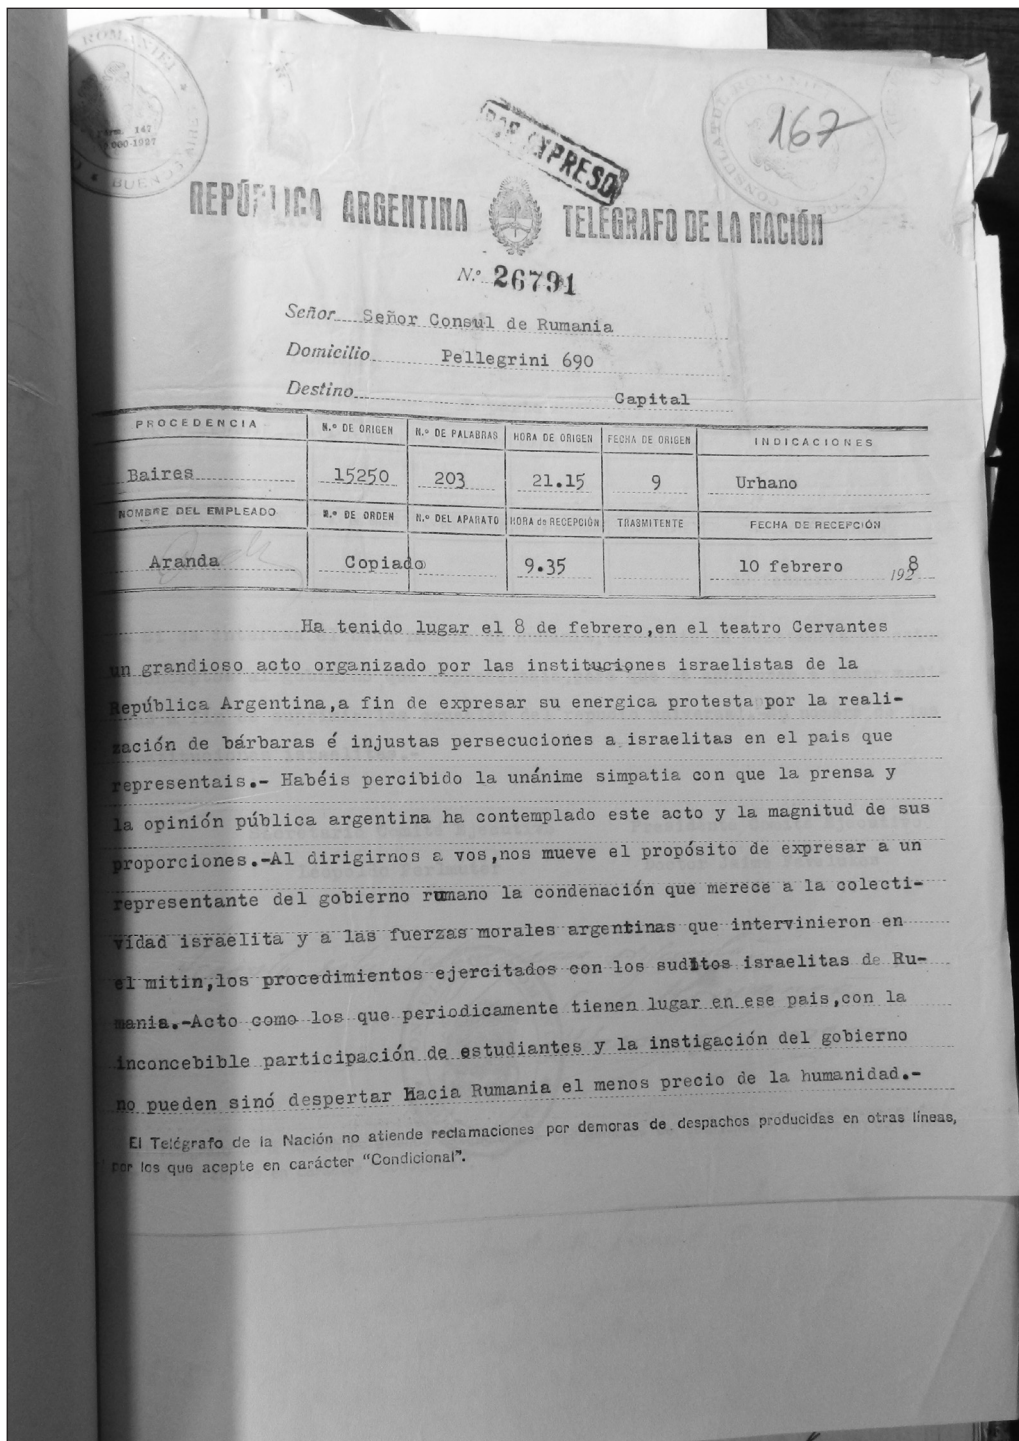 ROMANIEI
Form. 147
000-1927
BUENOS
CONSULATUL ROMANIEI
167
POR EXPRESO
REPÚBLICA ARGENTINA TELÉGRAFO DE LA NACIÓN
N.º 26791
Señor Señor Consul de Rumania
Domicilio Pellegrini 690
Destino Capital
PROCEDENCIA N.º DE ORIGEN N.º DE PALABRAS HORA DE ORIGEN FECHA DE ORIGEN INDICACIONES
Baires 15250 203 21.15 9 Urbano
NOMBRE DEL EMPLEADO N.º DE ORDEN N.º DEL APARATO HORA de RECEPCIÓN TRASMITENTE FECHA DE RECEPCIÓN
Aranda Copiado 9.35 10 febrero 1928
Ha tenido lugar el 8 de febrero,en el teatro Cervantes
un grandioso acto organizado por las instituciones israelistas de la
República Argentina,a fin de expresar su energica protesta por la reali-
zación de bárbaras é injustas persecuciones a israelitas en el pais que
representais.- Habéis percibido la unánime simpatia con que la prensa y
la opinión pública argentina ha contemplado este acto y la magnitud de sus
proporciones.-Al dirigirnos a vos,nos mueve el propósito de expresar a un
representante del gobierno rumano la condenación que merece a la colecti-
vidad israelita y a las fuerzas morales argentinas que intervinieron en
el mitin,los procedimientos ejercitados con los suditos israelitas de Ru-
mania.-Acto como los que periodicamente tienen lugar en ese pais,con la
inconcebible participación de estudiantes y la instigación del gobierno
no pueden sinó despertar Hacia Rumania el menos precio de la humanidad.-
El Telégrafo de la Nación no atiende reclamaciones por demoras de despachos producidas en otras líneas,
por los que acepte en carácter "Condicional".